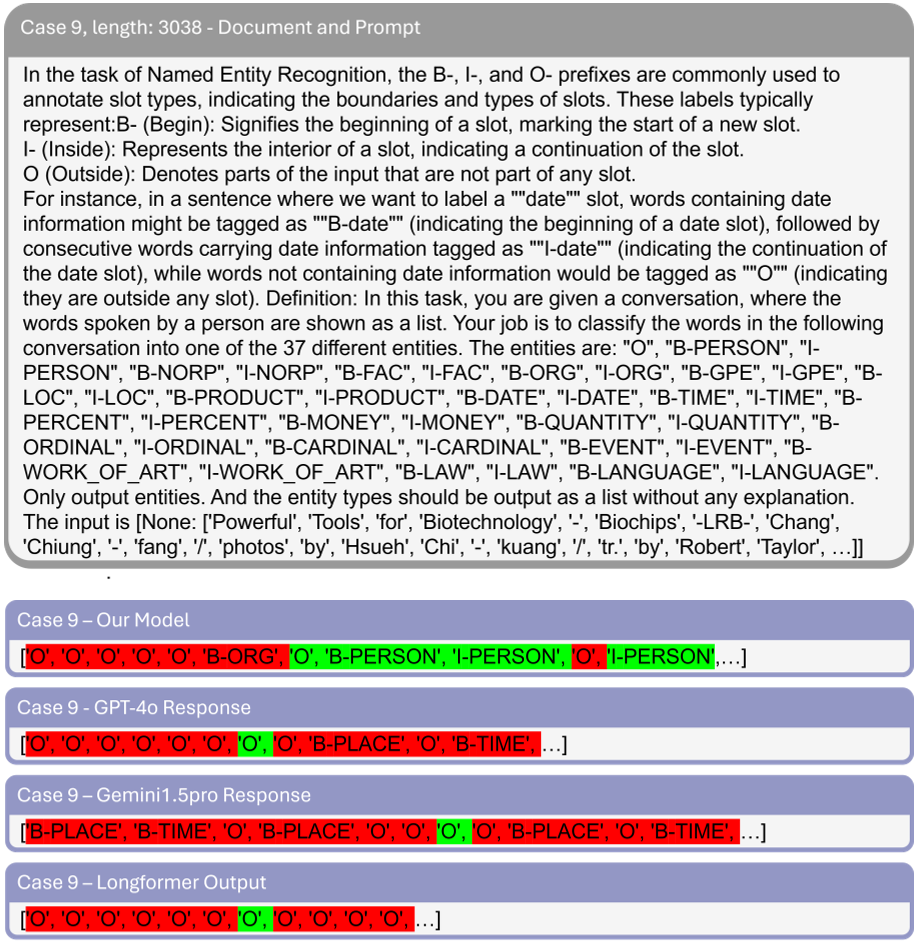 Case 9, length: 3038 - Document and Prompt
In the task of Named Entity Recognition, the B-, I-, and O- prefixes are commonly used to
annotate slot types, indicating the boundaries and types of slots. These labels typically
represent:B- (Begin): Signifies the beginning of a slot, marking the start of a new slot.
I- (Inside): Represents the interior of a slot, indicating a continuation of the slot.
O (Outside): Denotes parts of the input that are not part of any slot.
For instance, in a sentence where we want to label a ""date"" slot, words containing date
information might be tagged as ""B-date"" (indicating the beginning of a date slot), followed by
consecutive words carrying date information tagged as ""I-date"" (indicating the continuation of
the date slot), while words not containing date information would be tagged as ""O"" (indicating
they are outside any slot). Definition: In this task, you are given a conversation, where the
words spoken by a person are shown as a list. Your job is to classify the words in the following
conversation into one of the 37 different entities. The entities are: "O", "B-PERSON", "I-
PERSON", "B-NORP", "I-NORP", "B-FAC", "I-FAC", "B-ORG", "I-ORG", "B-GPE", "I-GPE", "B-
LOC", "I-LOC", "B-PRODUCT", "I-PRODUCT", "B-DATE", "I-DATE", "B-TIME", "I-TIME", "B-
PERCENT", "I-PERCENT", "B-MONEY", "I-MONEY", "B-QUANTITY", "I-QUANTITY", "B-
ORDINAL", "I-ORDINAL", "B-CARDINAL", "I-CARDINAL", "B-EVENT", "I-EVENT", "B-
WORK_OF_ART", "I-WORK_OF_ART", "B-LAW", "I-LAW", "B-LANGUAGE", "I-LANGUAGE".
Only output entities. And the entity types should be output as a list without any explanation.
The input is [None: ['Powerful', 'Tools', 'for', 'Biotechnology', '-', 'Biochips', '-LRB-', 'Chang',
'Chiung', '-', 'fang', '/', 'photos', 'by', 'Hsueh', 'Chi', '-', 'kuang', '/', 'tr.', 'by', 'Robert', 'Taylor', …]]
.
Case 9 – Our Model
['O', 'O', 'O', 'O', 'O', 'B-ORG', 'O', 'B-PERSON', 'I-PERSON', 'O', 'I-PERSON',…]
Case 9 - GPT-4o Response
['O', 'O', 'O', 'O', 'O', 'O', 'O', 'O', 'B-PLACE', 'O', 'B-TIME', …]
Case 9 – Gemini1.5pro Response
['B-PLACE', 'B-TIME', 'O', 'B-PLACE', 'O', 'O', 'O', 'O', 'B-PLACE', 'O', 'B-TIME', …]
Case 9 – Longformer Output
['O', 'O', 'O', 'O', 'O', 'O', 'O', 'O', 'O', 'O', 'O', …]